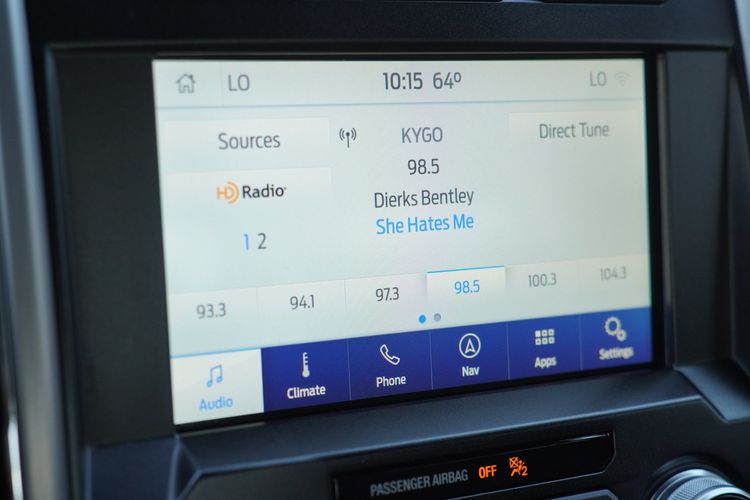 LO 10:15 64° LO
Sources KYGO Direct Tune
98.5
HD Radio Dierks Bentley
She Hates Me
1 2
93.3 94.1 97.3 98.5 100.3 104.3
Audio Climate Phone Nav Apps Settings
PASSENGER AIRBAG OFF 2